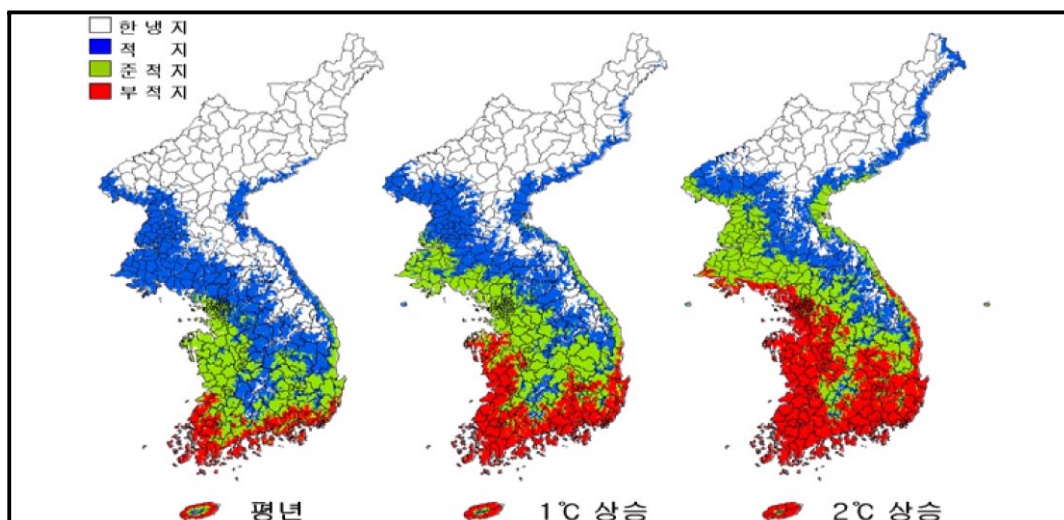 한 냉 지
적 지
준 적 지
부 적 지
평년
1℃ 상승
2℃ 상승